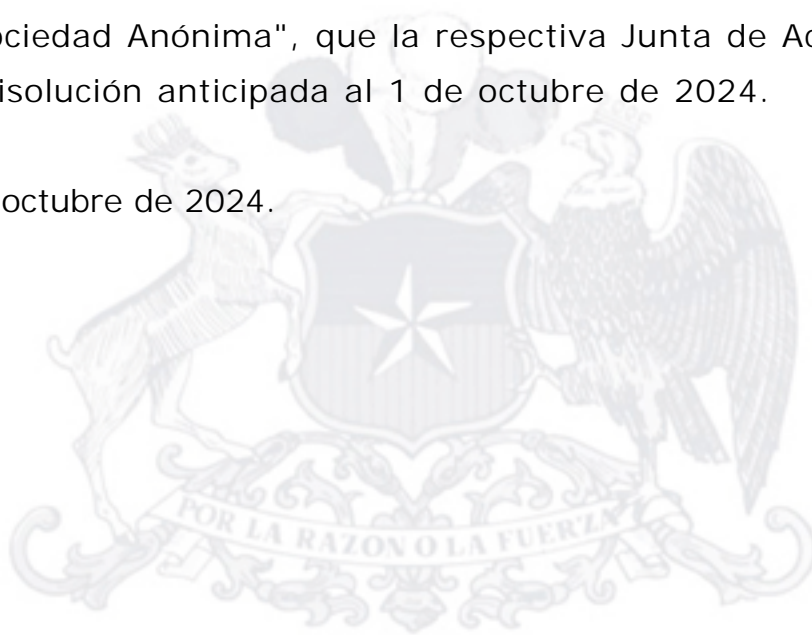 ociedad Anónima", que la respectiva Junta de Ac
isolución anticipada al 1 de octubre de 2024.
octubre de 2024.
POR LA RAZON O LA FUERZA